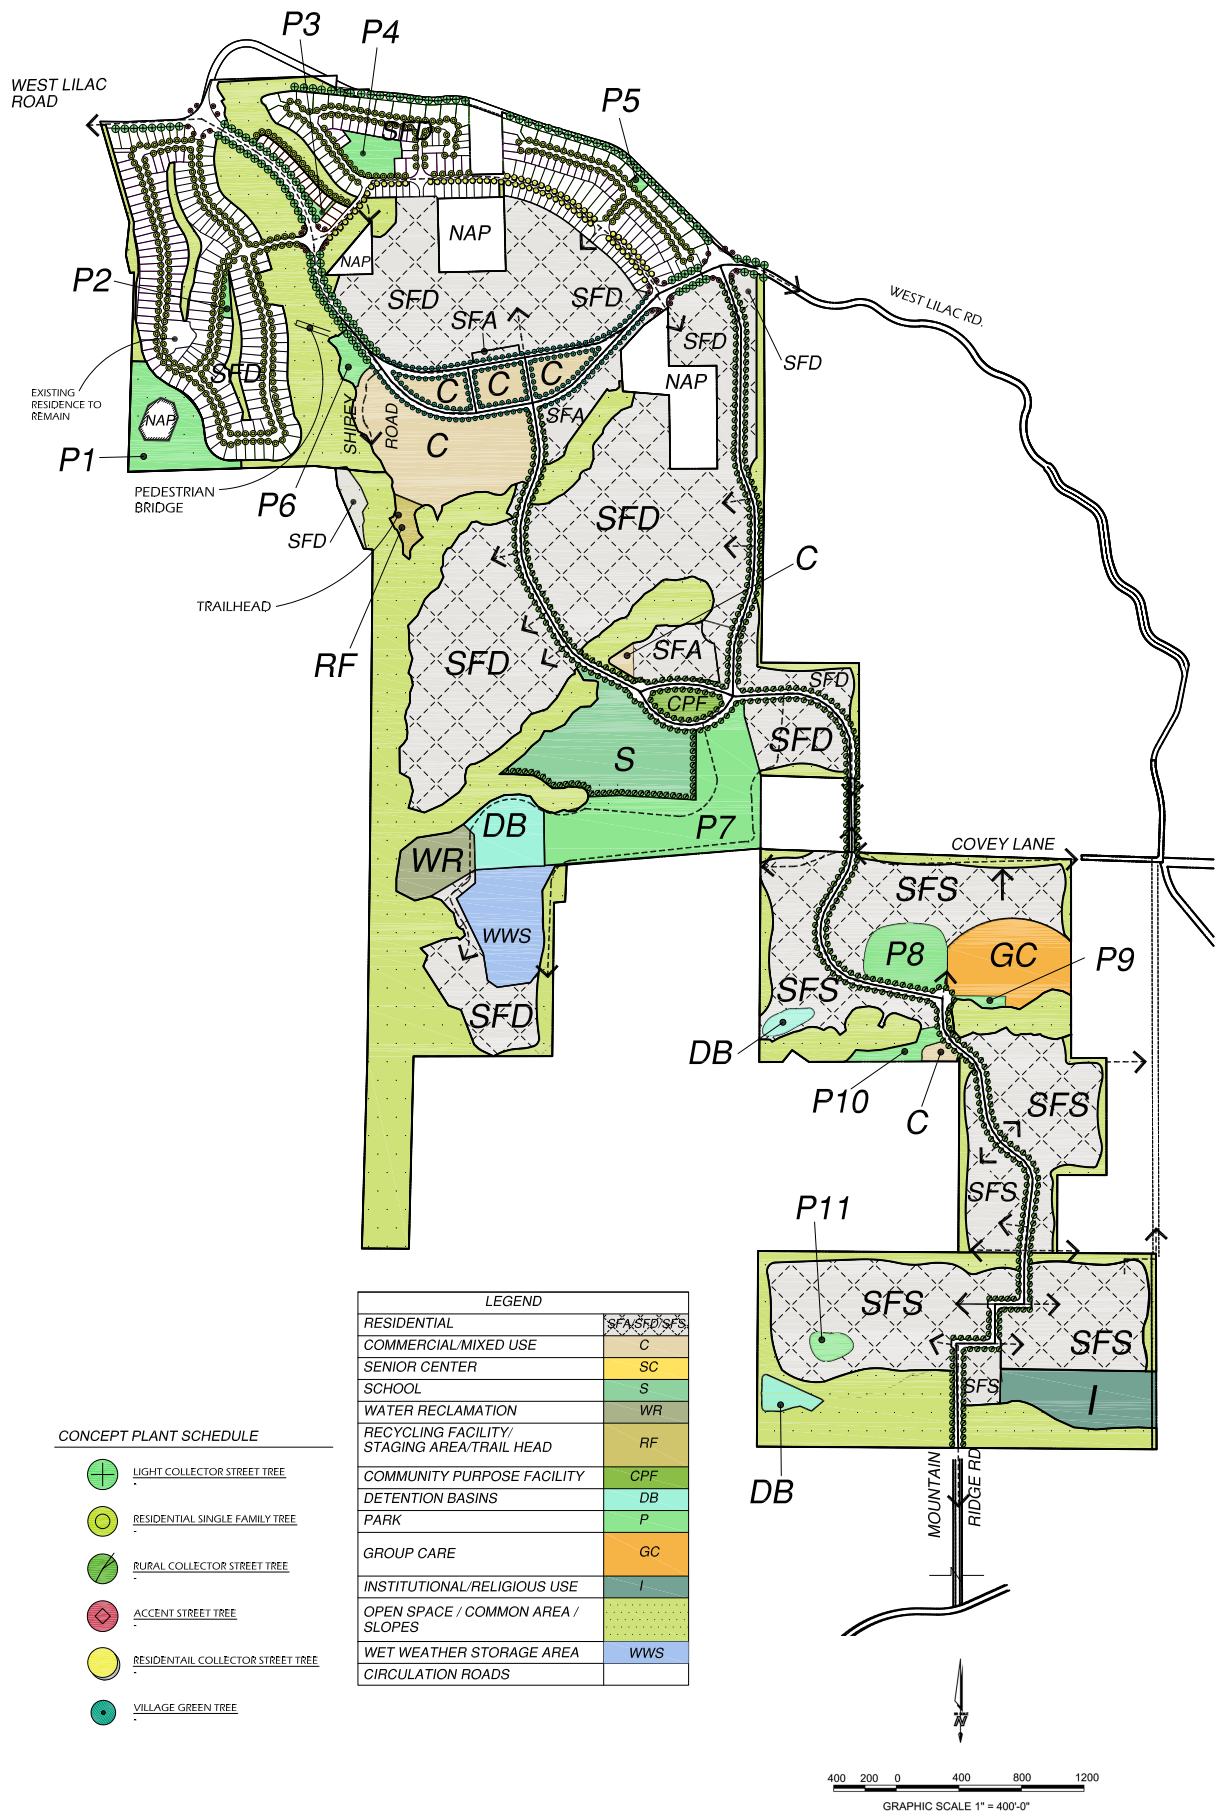 P3
P4
WEST LILAC
ROAD
P5
SFD
NAP
NAP
P2
SFD
SFD
WEST LILAC RD.
SFA
SFD
SFD
NAP
EXISTING
RESIDENCE TO
REMAIN
SFD
C
C
C
NAP
SHIREY
ROAD
SFA
C
P1
PEDESTRIAN
BRIDGE
P6
SFD
SFD
C
TRAILHEAD
RF
SFD
SFA
SFD
CPF
SFD
S
DB
P7
WR
COVEY LANE
SFS
WWS
P8
GC
P9
SFS
SFD
DB
P10
C
SFS
SFS
P11
SFS
SFS
SFS
I
DB
MOUNTAIN
RIDGE RD
LEGEND
RESIDENTIAL SFA/SFD/SFS
COMMERCIAL/MIXED USE C
SENIOR CENTER SC
SCHOOL S
WATER RECLAMATION WR
RECYCLING FACILITY/
STAGING AREA/TRAIL HEAD RF
COMMUNITY PURPOSE FACILITY CPF
DETENTION BASINS DB
PARK P
GROUP CARE GC
INSTITUTIONAL/RELIGIOUS USE I
OPEN SPACE / COMMON AREA /
SLOPES
WET WEATHER STORAGE AREA WWS
CIRCULATION ROADS
CONCEPT PLANT SCHEDULE
LIGHT COLLECTOR STREET TREE
-
RESIDENTIAL SINGLE FAMILY TREE
-
RURAL COLLECTOR STREET TREE
-
ACCENT STREET TREE
-
RESIDENTAIL COLLECTOR STREET TREE
-
VILLAGE GREEN TREE
-
N
400 200 0 400 800 1200
GRAPHIC SCALE 1" = 400'-0"